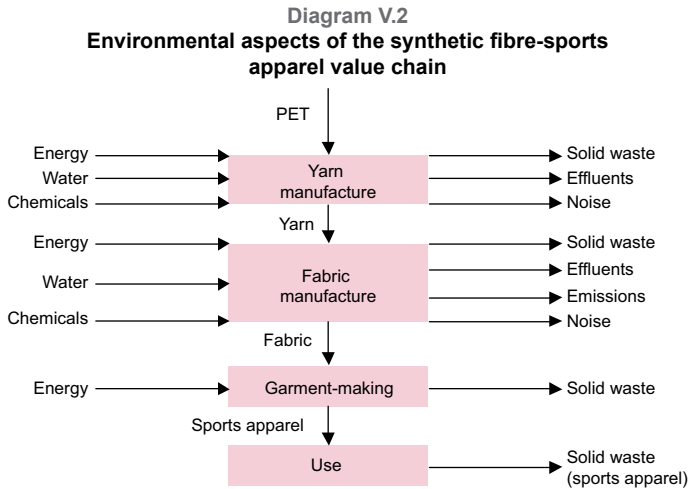 Diagram V.2
Environmental aspects of the synthetic fibre-sports
apparel value chain
PET
Energy
Water
Chemicals
Yarn
manufacture
Solid waste
Effluents
Noise
Yarn
Energy
Water
Chemicals
Fabric
manufacture
Solid waste
Effluents
Emissions
Noise
Fabric
Energy
Garment-making
Solid waste
Sports apparel
Use
Solid waste
(sports apparel)